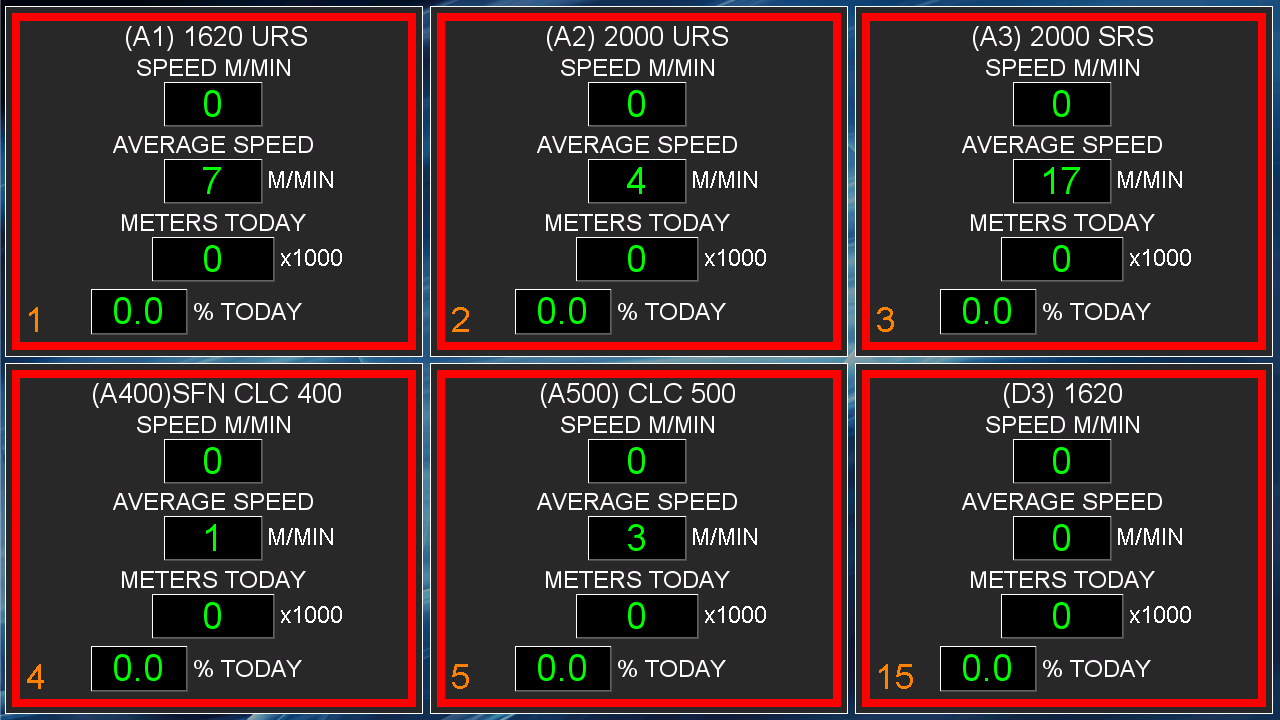 (A1) 1620 URS
SPEED M/MIN
0
AVERAGE SPEED
7 M/MIN
METERS TODAY
0 x1000
1 0.0 % TODAY
(A2) 2000 URS
SPEED M/MIN
0
AVERAGE SPEED
4 M/MIN
METERS TODAY
0 x1000
2 0.0 % TODAY
(A3) 2000 SRS
SPEED M/MIN
0
AVERAGE SPEED
17 M/MIN
METERS TODAY
0 x1000
3 0.0 % TODAY
(A400)SFN CLC 400
SPEED M/MIN
0
AVERAGE SPEED
1 M/MIN
METERS TODAY
0 x1000
4 0.0 % TODAY
(A500) CLC 500
SPEED M/MIN
0
AVERAGE SPEED
3 M/MIN
METERS TODAY
0 x1000
5 0.0 % TODAY
(D3) 1620
SPEED M/MIN
0
AVERAGE SPEED
0 M/MIN
METERS TODAY
0 x1000
15 0.0 % TODAY